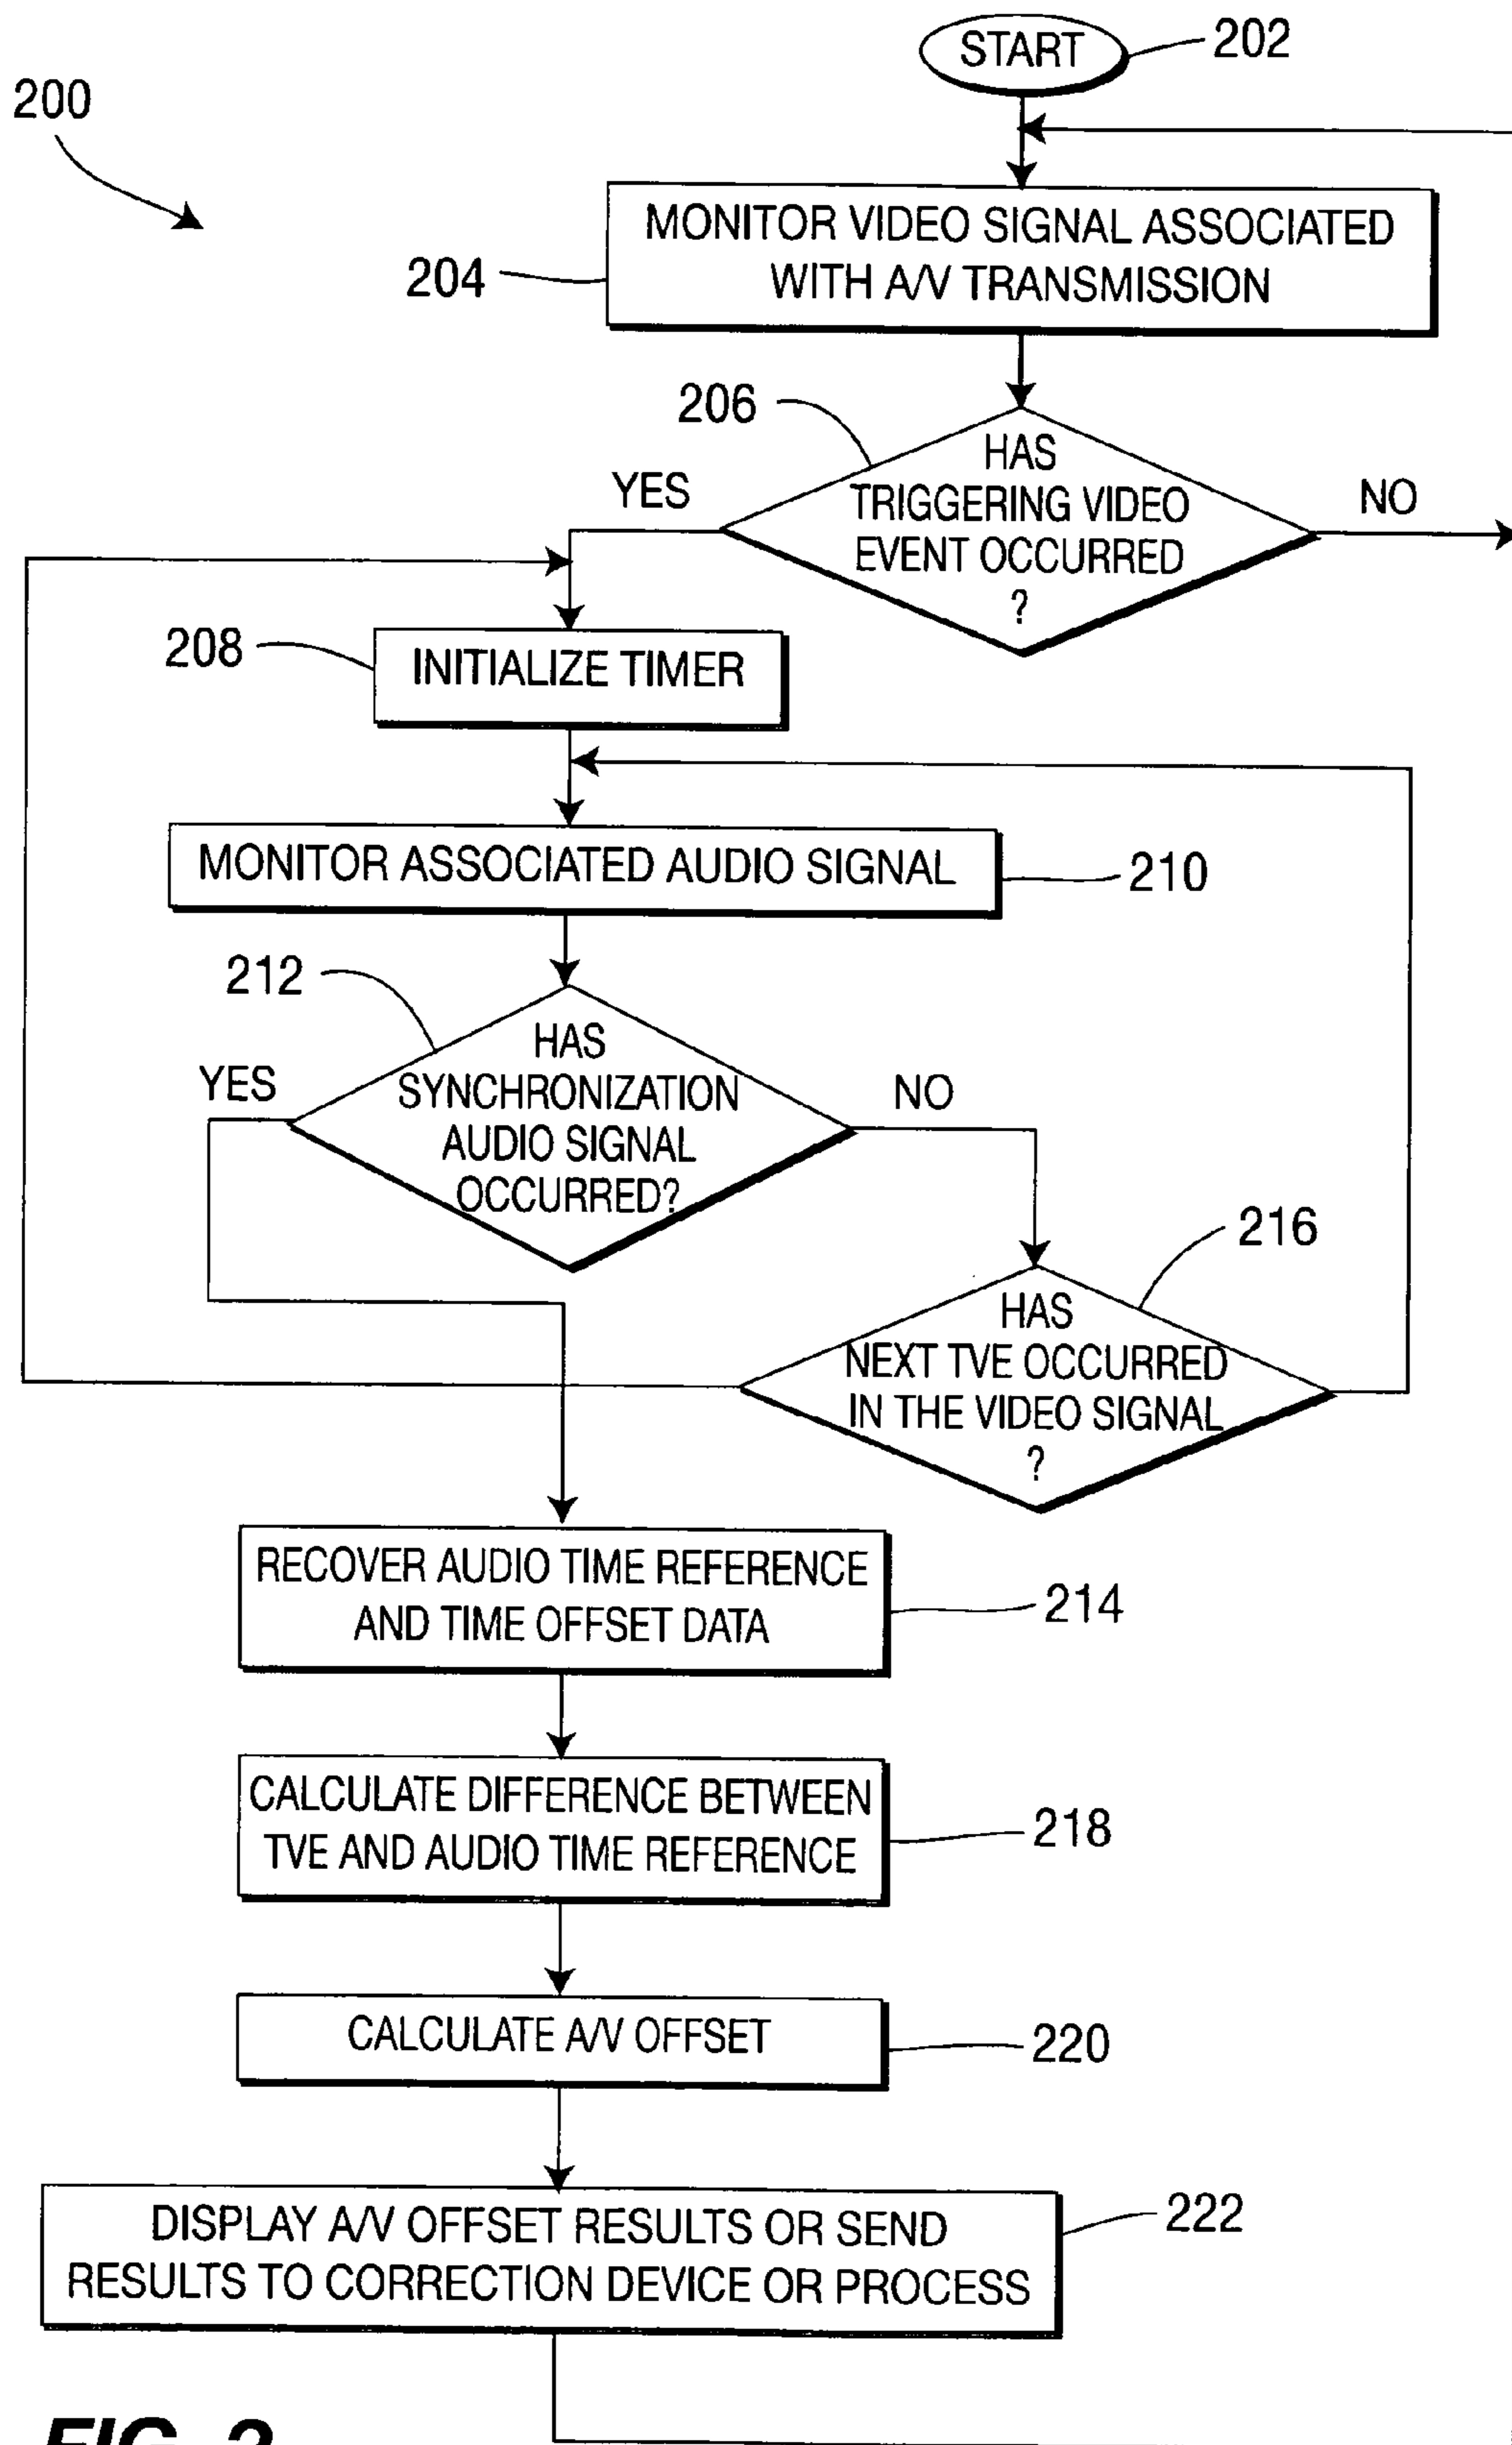 START
202
200
MONITOR VIDEO SIGNAL ASSOCIATED
WITH A/V TRANSMISSION
204
206
HAS
TRIGGERING VIDEO
EVENT OCCURRED
?
YES
NO
208
INITIALIZE TIMER
MONITOR ASSOCIATED AUDIO SIGNAL
210
212
HAS
SYNCHRONIZATION
AUDIO SIGNAL
OCCURRED?
YES
NO
216
HAS
NEXT TVE OCCURRED
IN THE VIDEO SIGNAL
?
RECOVER AUDIO TIME REFERENCE
AND TIME OFFSET DATA
214
CALCULATE DIFFERENCE BETWEEN
TVE AND AUDIO TIME REFERENCE
218
CALCULATE A/V OFFSET
220
DISPLAY A/V OFFSET RESULTS OR SEND
RESULTS TO CORRECTION DEVICE OR PROCESS
222
FIG. 2